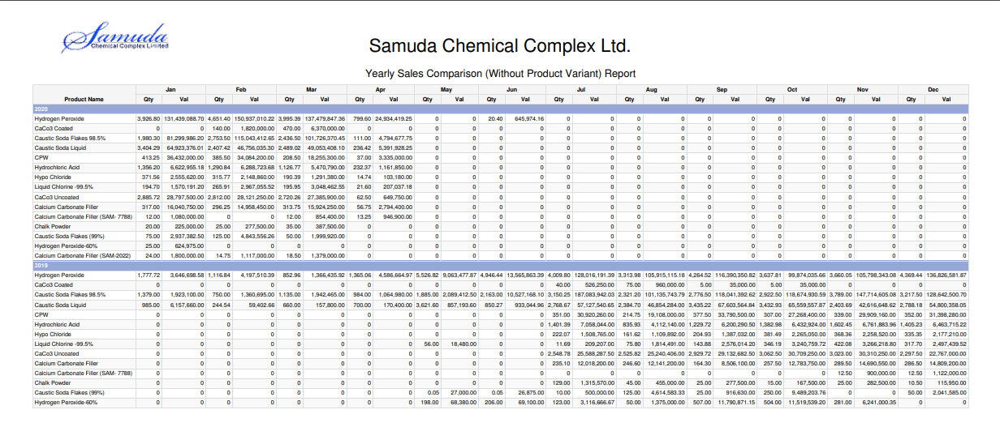 Samuda
Chemical Complex Limited
Samuda Chemical Complex Ltd.
Yearly Sales Comparison (Without Product Variant) Report
Jan Feb Mar Apr May Jun Jul Aug Sep Oct Nov Dec
Product Name Qty Val Qty Val Qty Val Qty Val Qty Val Qty Val Qty Val Qty Val Qty Val Qty Val Qty Val Qty Val
2020
Hydrogen Peroxide 3,926.80 131,439,088.70 4,651.40 150,937,010.22 3,995.39 137,479,847.36 799.60 24,934,419.25 0 0 20.40 645,974.16 0 0 0 0 0 0 0 0 0 0 0 0
CaCo3 Coated 0 0 140.00 1,820,000.00 470.00 6,370,000.00 0 0 0 0 0 0 0 0 0 0 0 0 0 0 0 0 0 0
Caustic Soda Flakes 98.5% 1,980.30 81,299,986.20 2,753.50 115,043,412.65 2,436.50 101,726,370.45 111.00 4,794,677.75 0 0 0 0 0 0 0 0 0 0 0 0 0 0 0 0
Caustic Soda Liquid 3,404.29 64,923,376.01 2,407.42 46,756,035.30 2,489.02 49,053,408.10 236.42 5,391,928.25 0 0 0 0 0 0 0 0 0 0 0 0 0 0 0 0
CPW 413.25 36,432,000.00 385.50 34,084,200.00 208.50 18,255,300.00 37.00 3,335,000.00 0 0 0 0 0 0 0 0 0 0 0 0 0 0 0 0
Hydrochloric Acid 1,356.20 6,622,955.18 1,290.84 6,288,723.68 1,126.77 5,470,790.00 232.37 1,161,850.00 0 0 0 0 0 0 0 0 0 0 0 0 0 0 0 0
Hypo Chloride 371.56 2,555,620.00 315.77 2,148,860.00 190.39 1,291,380.00 14.74 103,180.00 0 0 0 0 0 0 0 0 0 0 0 0 0 0 0 0
Liquid Chlorine -99.5% 194.70 1,570,191.20 265.91 2,967,055.52 195.95 3,048,462.55 21.60 207,037.18 0 0 0 0 0 0 0 0 0 0 0 0 0 0 0 0
CaCo3 Uncoated 2,885.72 28,797,500.00 2,812.00 28,121,250.00 2,720.26 27,385,900.00 62.50 649,750.00 0 0 0 0 0 0 0 0 0 0 0 0 0 0 0 0
Calcium Carbonate Filler 317.00 16,040,750.00 296.25 14,958,450.00 313.75 15,924,250.00 56.75 2,794,400.00 0 0 0 0 0 0 0 0 0 0 0 0 0 0 0 0
Calcium Carbonate Filler (SAM- 7788) 12.00 1,080,000.00 0 0 12.00 854,400.00 13.25 946,900.00 0 0 0 0 0 0 0 0 0 0 0 0 0 0 0 0
Chalk Powder 20.00 225,000.00 25.00 277,500.00 35.00 387,500.00 0 0 0 0 0 0 0 0 0 0 0 0 0 0 0 0 0 0
Caustic Soda Flakes (99%) 75.00 2,937,382.50 125.00 4,843,556.26 50.00 1,999,920.00 0 0 0 0 0 0 0 0 0 0 0 0 0 0 0 0 0 0
Hydrogen Peroxide-60% 25.00 624,975.00 0 0 0 0 0 0 0 0 0 0 0 0 0 0 0 0 0 0 0 0 0 0
Calcium Carbonate Filler (SAM-2022) 24.00 1,800,000.00 14.75 1,117,000.00 18.50 1,379,000.00 0 0 0 0 0 0 0 0 0 0 0 0 0 0 0 0 0 0
2019
Hydrogen Peroxide 1,777.72 3,646,698.58 1,116.84 4,197,510.39 852.96 1,366,435.92 1,365.06 4,586,664.97 5,526.82 9,063,477.87 4,946.44 13,565,863.39 4,009.80 128,016,191.39 3,313.98 105,915,115.18 4,264.52 116,390,350.82 3,637.81 99,874,035.66 3,660.05 105,798,343.08 4,369.44 136,826,581.87
CaCo3 Coated 0 0 0 0 0 0 0 0 0 0 0 0 40.00 526,250.00 75.00 960,000.00 5.00 35,000.00 5.00 35,000.00 0 0 0 0
Caustic Soda Flakes 98.5% 1,379.00 1,923,100.00 750.00 1,360,695.00 1,135.00 1,942,465.00 984.00 1,064,980.00 1,885.00 2,089,412.50 2,163.00 10,527,168.10 3,150.25 187,083,942.03 2,321.20 101,135,743.79 2,776.50 118,041,392.62 2,922.50 118,674,930.59 3,789.00 147,714,605.08 3,217.50 128,642,500.70
Caustic Soda Liquid 985.00 6,157,660.00 244.54 59,402.66 660.00 157,800.00 700.00 170,400.00 3,621.60 857,193.60 850.27 933,044.96 2,768.67 57,127,540.65 2,384.70 46,854,284.00 3,435.22 67,603,564.84 3,432.93 65,559,557.87 2,403.69 42,616,648.62 2,788.18 54,800,358.05
CPW 0 0 0 0 0 0 0 0 0 0 0 0 351.00 30,920,260.00 214.75 19,108,000.00 377.50 33,790,500.00 307.00 27,268,400.00 339.00 29,909,160.00 352.00 31,398,280.00
Hydrochloric Acid 0 0 0 0 0 0 0 0 0 0 0 0 1,401.39 7,058,044.00 835.93 4,112,140.00 1,229.72 6,200,290.50 1,382.98 6,432,924.00 1,602.45 6,761,883.96 1,405.23 6,463,715.22
Hypo Chloride 0 0 0 0 0 0 0 0 0 0 0 0 222.07 1,508,765.00 161.62 1,109,892.00 204.93 1,387,032.00 381.49 2,265,050.00 368.36 2,258,520.00 335.35 2,177,210.00
Liquid Chlorine -99.5% 0 0 0 0 0 0 0 0 56.00 18,480.00 0 0 11.69 209,207.00 75.80 1,814,491.00 143.88 2,576,014.20 346.19 3,240,759.72 422.08 3,266,218.80 317.70 2,497,439.52
CaCo3 Uncoated 0 0 0 0 0 0 0 0 0 0 0 0 2,548.78 25,588,287.50 2,525.82 25,240,406.00 2,929.72 29,132,682.50 3,062.50 30,709,250.00 3,023.00 30,310,250.00 2,297.50 22,767,000.00
Calcium Carbonate Filler 0 0 0 0 0 0 0 0 0 0 0 0 235.10 12,018,200.00 246.60 12,141,200.00 164.30 8,506,100.00 257.50 12,783,750.00 289.50 14,690,550.00 286.50 14,809,200.00
Calcium Carbonate Filler (SAM- 7788) 0 0 0 0 0 0 0 0 0 0 0 0 0 0 0 0 0 0 0 0 12.50 900,000.00 12.50 1,122,000.00
Chalk Powder 0 0 0 0 0 0 0 0 0 0 0 0 129.00 1,315,570.00 45.00 455,000.00 25.00 277,500.00 15.00 167,500.00 25.00 282,500.00 10.50 115,950.00
Caustic Soda Flakes (99%) 0 0 0 0 0 0 0 0 0.05 27,000.00 0.05 26,875.00 10.00 500,000.00 125.00 4,614,583.33 25.00 916,630.00 250.00 9,489,203.76 0 0 50.00 2,041,585.00
Hydrogen Peroxide-60% 0 0 0 0 0 0 0 0 198.00 68,380.00 206.00 69,100.00 123.00 3,116,666.67 50.00 1,375,000.00 507.00 11,790,871.15 504.00 11,519,539.20 281.00 6,241,000.35 0 0